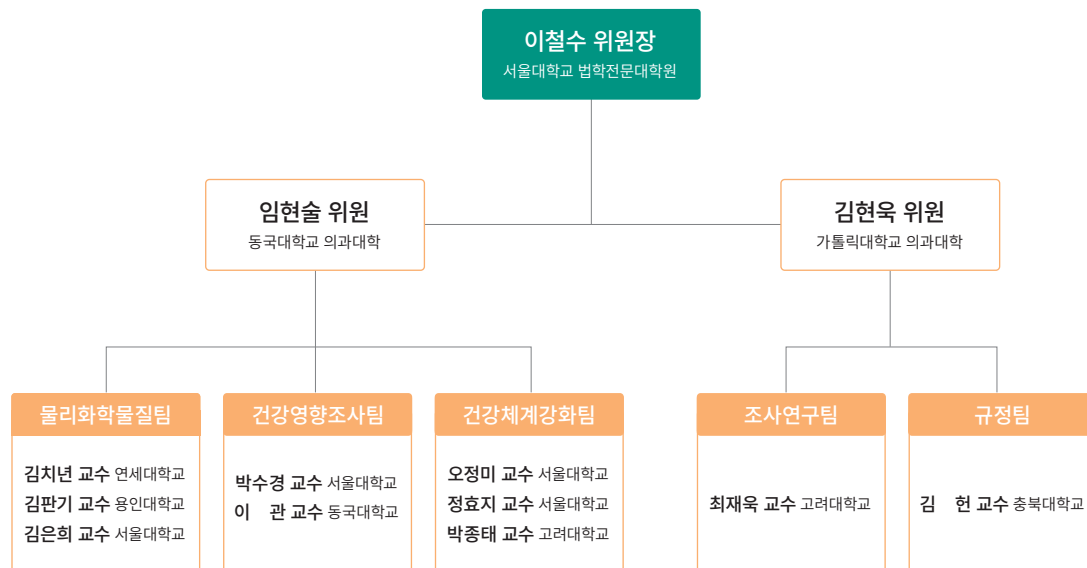 이철수 위원장
서울대학교 법학전문대학원
임현술 위원
동국대학교 의과대학
김현욱 위원
가톨릭대학교 의과대학
물리화학물질팀
김치년 교수 연세대학교
김판기 교수 용인대학교
김은희 교수 서울대학교
건강영향조사팀
박수경 교수 서울대학교
이 관 교수 동국대학교
건강체계강화팀
오정미 교수 서울대학교
정효지 교수 서울대학교
박종태 교수 고려대학교
조사연구팀
최재욱 교수 고려대학교
규정팀
김 헌 교수 충북대학교